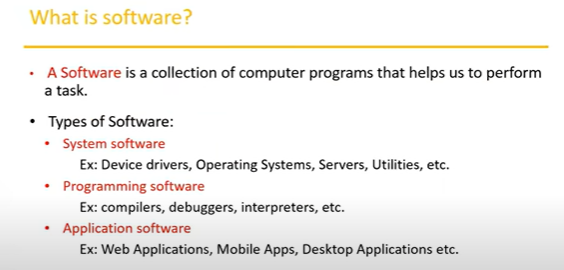 What is software?
• A Software is a collection of computer programs that helps us to perform
a task.
• Types of Software:
• System software
Ex: Device drivers, Operating Systems, Servers, Utilities, etc.
• Programming software
Ex: compilers, debuggers, interpreters, etc.
• Application software
Ex: Web Applications, Mobile Apps, Desktop Applications etc.